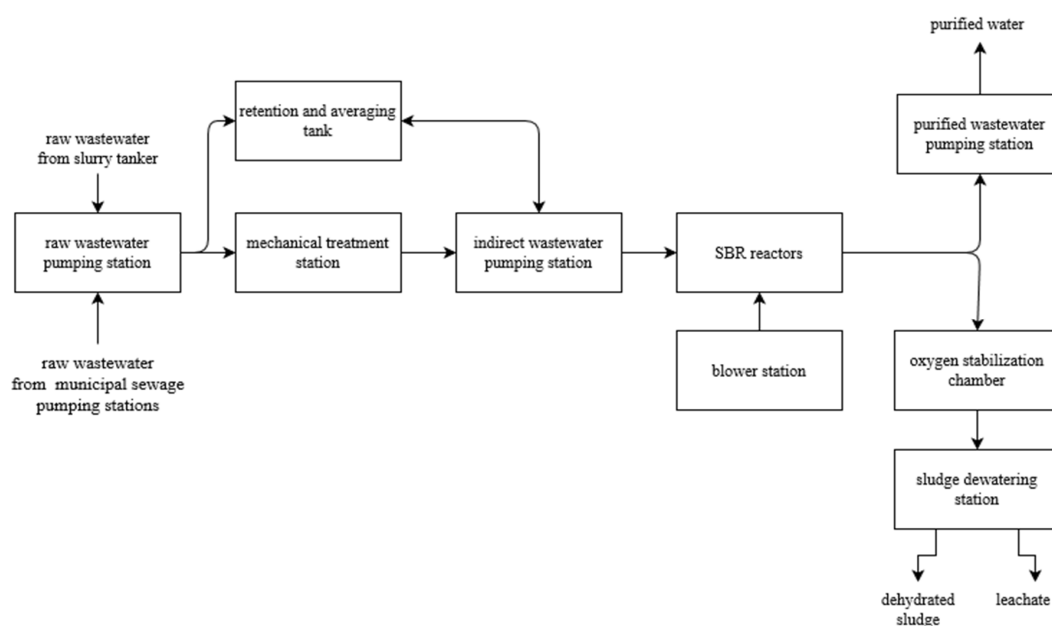 purified water
retention and averaging
tank
purified wastewater
pumping station
raw wastewater
from slurry tanker
raw wastewater
pumping station
mechanical treatment
station
indirect wastewater
pumping station
SBR reactors
raw wastewater
from municipal sewage
pumping stations
blower station
oxygen stabilization
chamber
sludge dewatering
station
dehydrated
sludge
leachate